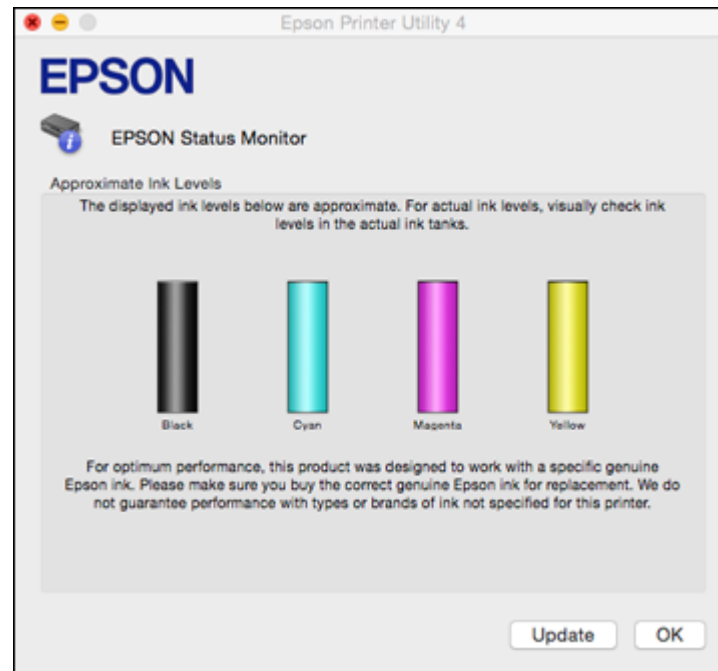 Epson Printer Utility 4
EPSON
EPSON Status Monitor
Approximate Ink Levels
The displayed ink levels below are approximate. For actual ink levels, visually check ink
levels in the actual ink tanks.
Black Cyan Magenta Yellow
For optimum performance, this product was designed to work with a specific genuine
Epson ink. Please make sure you buy the correct genuine Epson ink for replacement. We do
not guarantee performance with types or brands of ink not specified for this printer.
Update OK